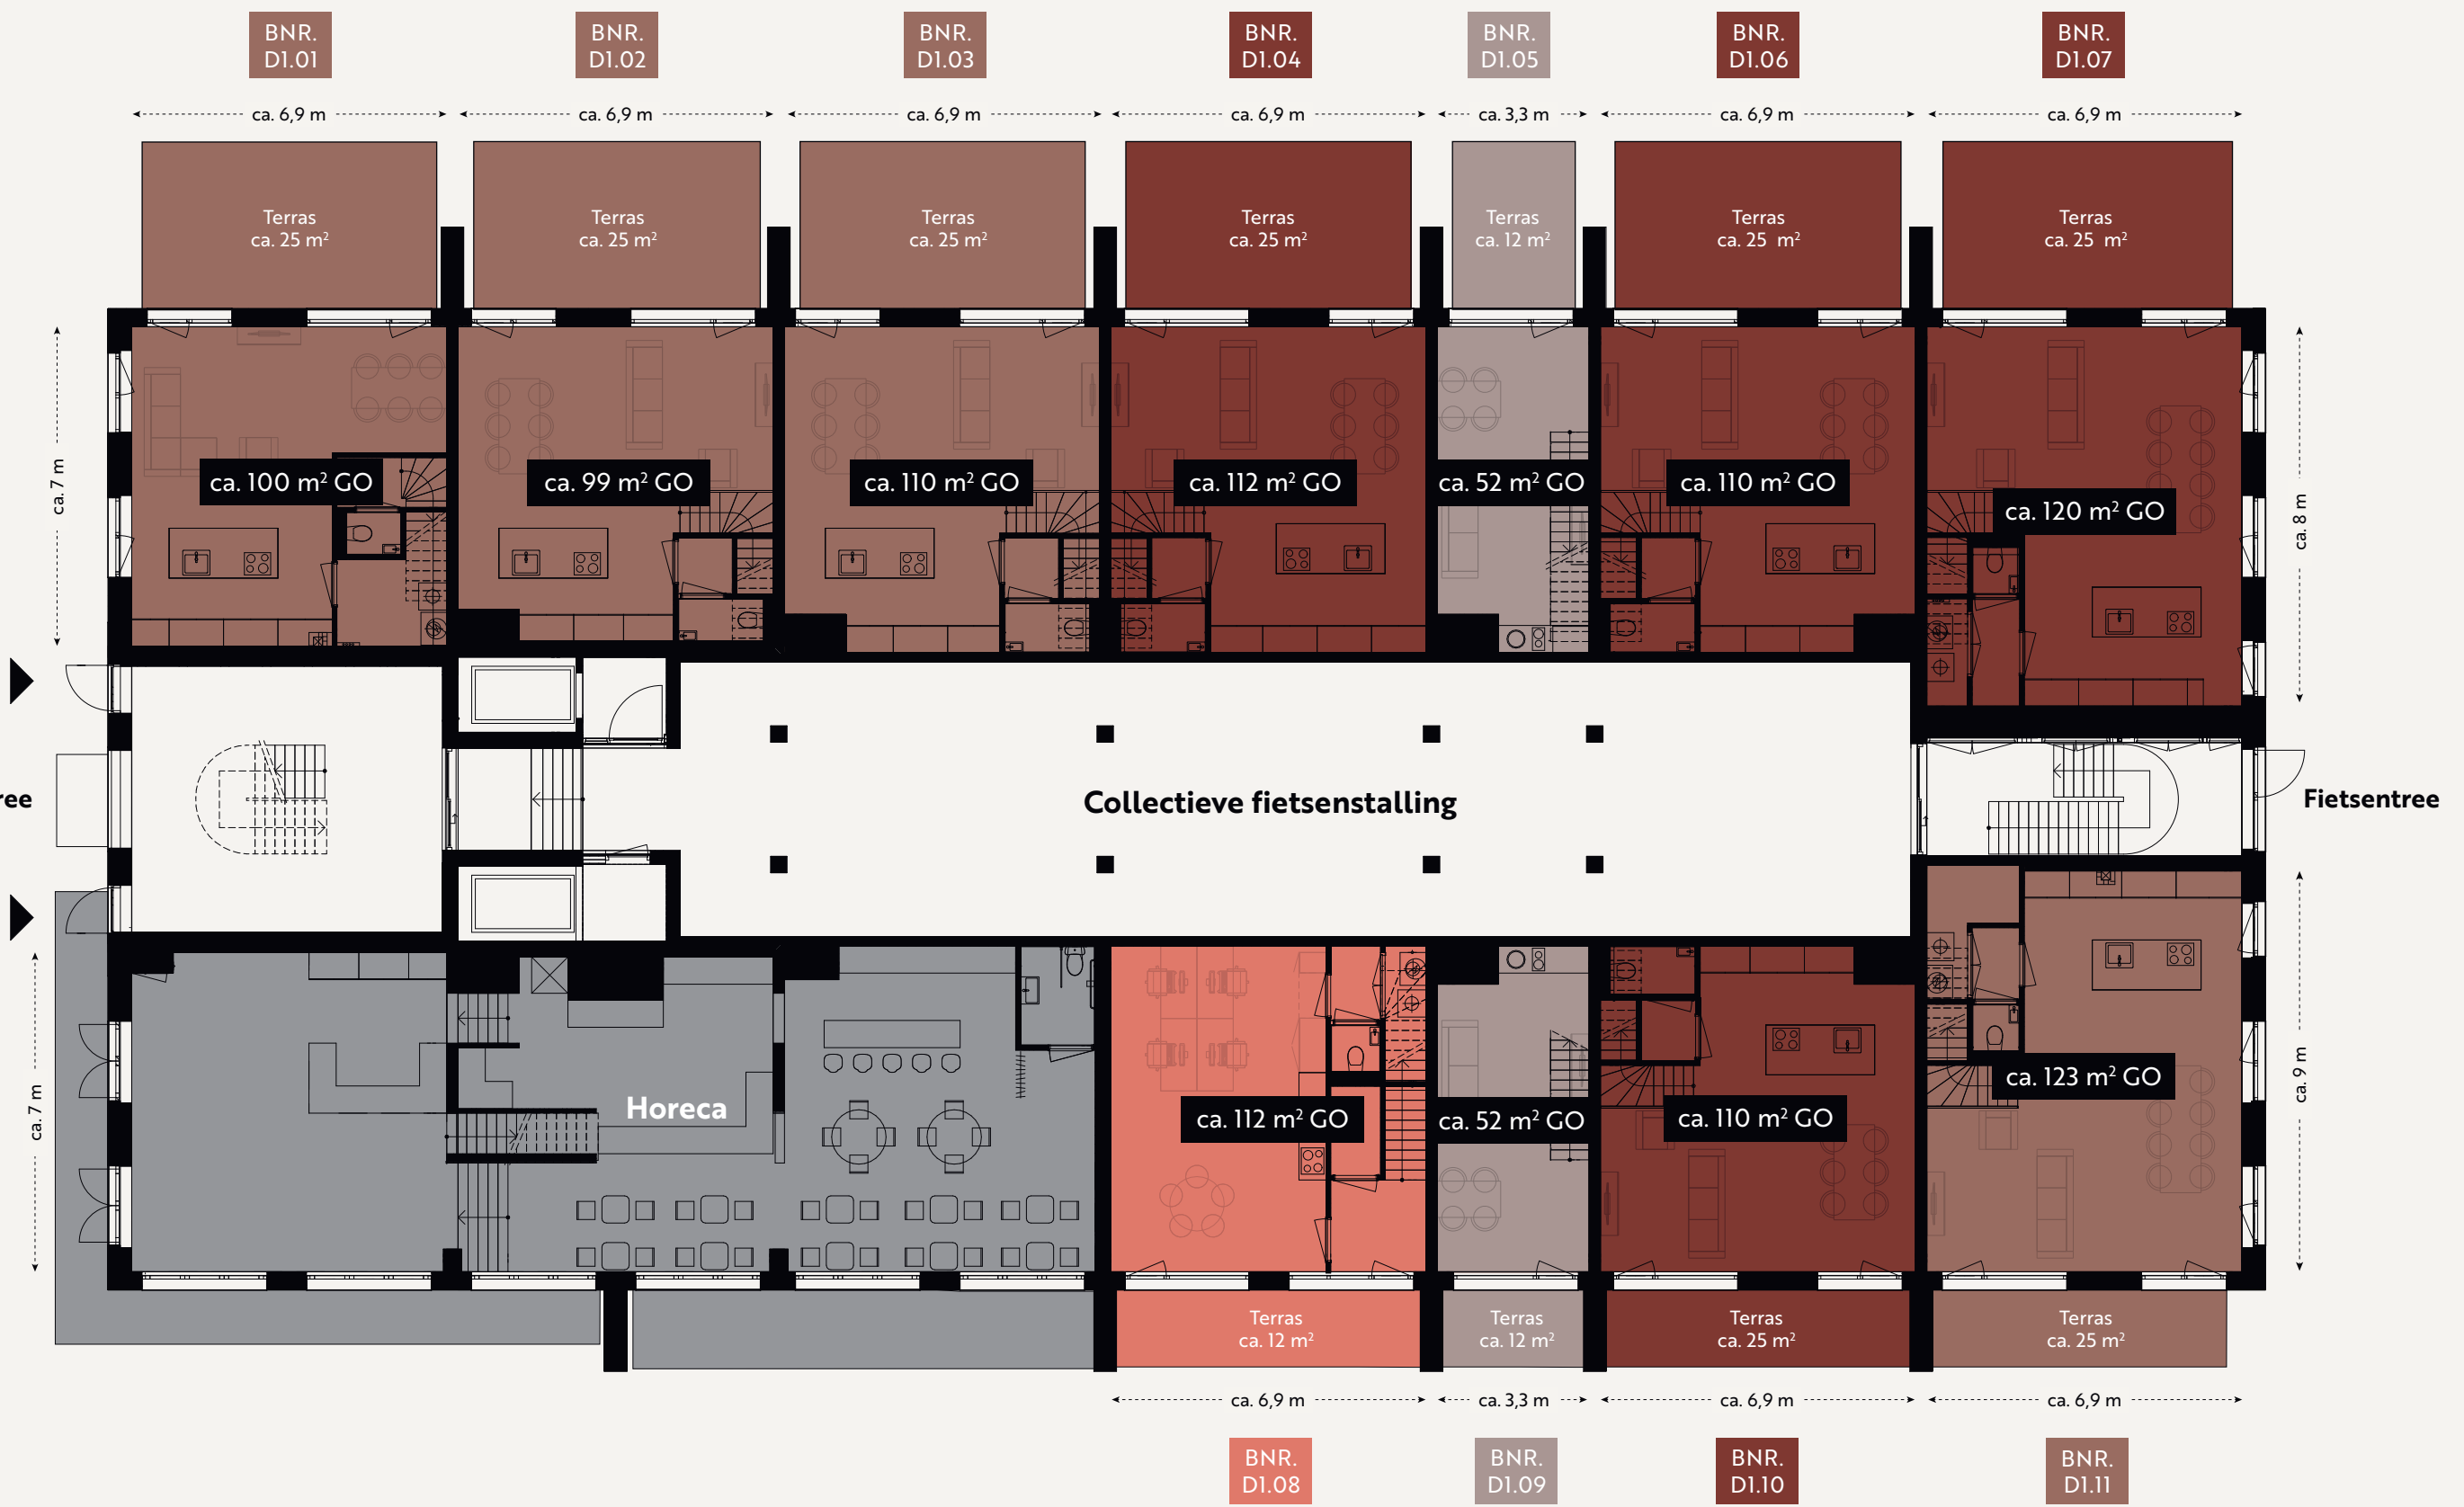 BNR.
D1.01
BNR.
D1.02
BNR.
D1.03
BNR.
D1.04
BNR.
D1.05
BNR.
D1.06
BNR.
D1.07
ca. 6,9 m
ca. 6,9 m
ca. 6,9 m
ca. 6,9 m
ca. 3,3 m
ca. 6,9 m
ca. 6,9 m
Terras
ca. 25 m²
Terras
ca. 25 m²
Terras
ca. 25 m²
Terras
ca. 25 m²
Terras
ca. 12 m²
Terras
ca. 25 m²
Terras
ca. 25 m²
ca. 7 m
ca. 100 m² GO
ca. 99 m² GO
ca. 110 m² GO
ca. 112 m² GO
ca. 52 m² GO
ca. 110 m² GO
ca. 120 m² GO
ca. 8 m
ree
Collectieve fietsenstalling
Fietsentree
ca. 7 m
Horeca
ca. 112 m² GO
ca. 52 m² GO
ca. 110 m² GO
ca. 123 m² GO
ca. 9 m
Terras
ca. 12 m²
Terras
ca. 12 m²
Terras
ca. 25 m²
Terras
ca. 25 m²
ca. 6,9 m
ca. 3,3 m
ca. 6,9 m
ca. 6,9 m
BNR.
D1.08
BNR.
D1.09
BNR.
D1.10
BNR.
D1.11